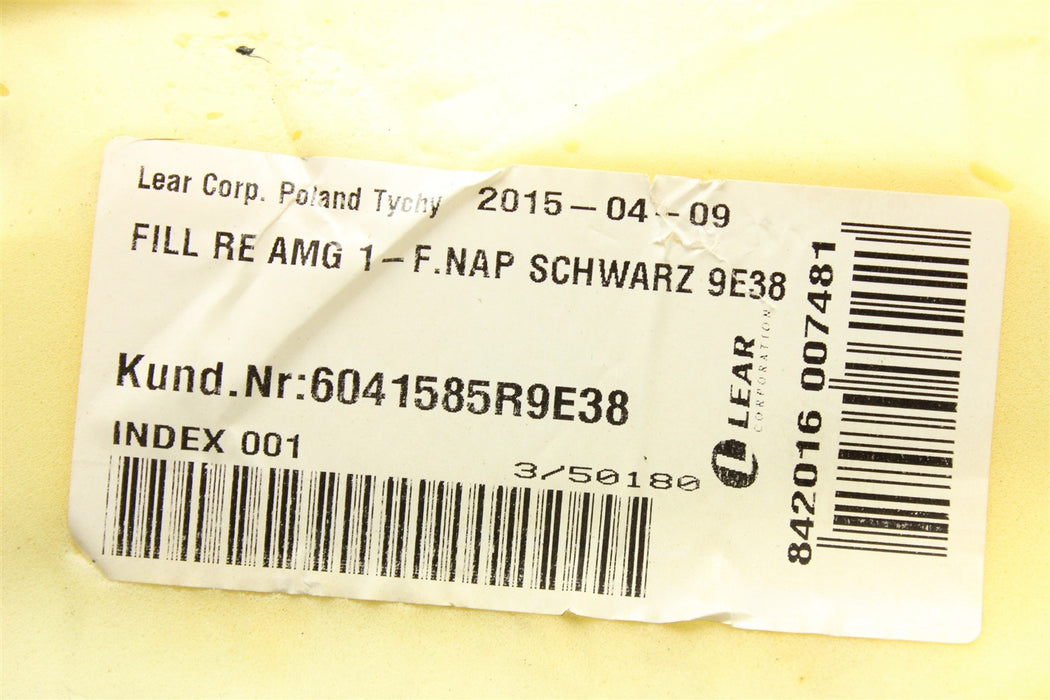 Lear Corp. Poland Tychy 2015-04--09
FILL RE AMG 1-F.NAP SCHWARZ 9E38
Kund.Nr:6041585R9E38
INDEX 001
3/50180
LEAR
CORPORATION
842016 007481